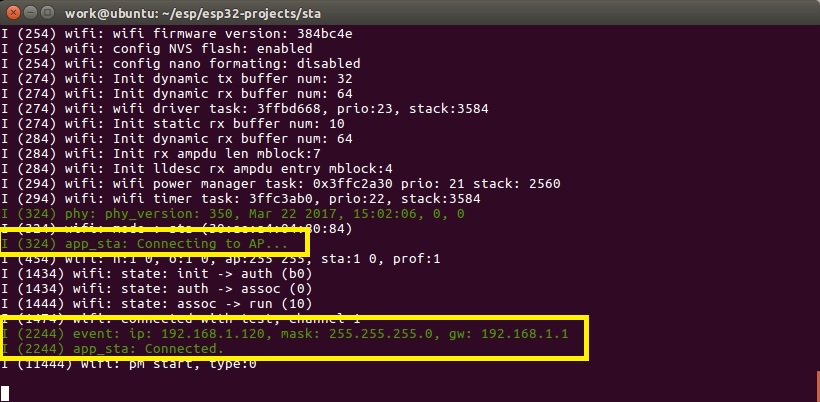 work@ubuntu: ~/esp/esp32-projects/sta
I (254) wifi: wifi firmware version: 384bc4e
I (254) wifi: config NVS flash: enabled
I (254) wifi: config nano formating: disabled
I (274) wifi: Init dynamic tx buffer num: 32
I (274) wifi: Init dynamic rx buffer num: 64
I (274) wifi: wifi driver task: 3ffbd668, prio:23, stack:3584
I (274) wifi: Init static rx buffer num: 10
I (284) wifi: Init dynamic rx buffer num: 64
I (284) wifi: Init rx ampdu len mblock:7
I (284) wifi: Init lldesc rx ampdu entry mblock:4
I (294) wifi: wifi power manager task: 0x3ffc2a30 prio: 21 stack: 2560
I (294) wifi: wifi timer task: 3ffc3ab0, prio:22, stack:3584
I (324) phy: phy_version: 350, Mar 22 2017, 15:02:06, 0, 0
I (324) wifi: mode : sta
I (324) app_sta: Connecting to AP...
I (454) wifi: n:1 0, o:1 0, ap:255 255, sta:1 0, prof:1
I (1434) wifi: state: init -> auth (b0)
I (1434) wifi: state: auth -> assoc (0)
I (1444) wifi: state: assoc -> run (10)
I (1474) wifi: connected with test, channel 1
I (2244) event: ip: 192.168.1.120, mask: 255.255.255.0, gw: 192.168.1.1
I (2244) app_sta: Connected.
I (11444) wifi: pm start, type:0